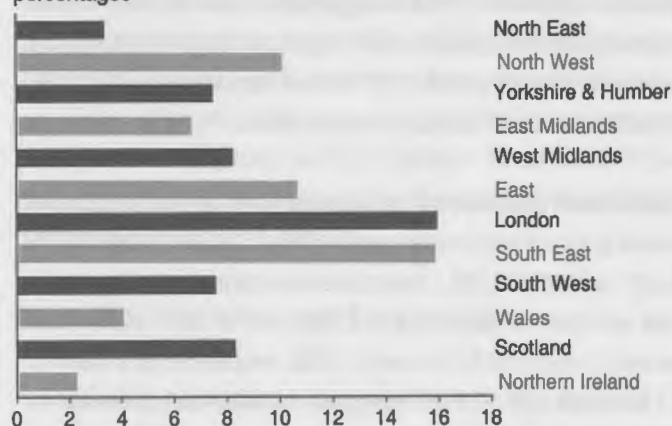 percentages
North East
North West
Yorkshire & Humber
East Midlands
West Midlands
East
London
South East
South West
Wales
Scotland
Northern Ireland
0 2 4 6 8 10 12 14 16 18